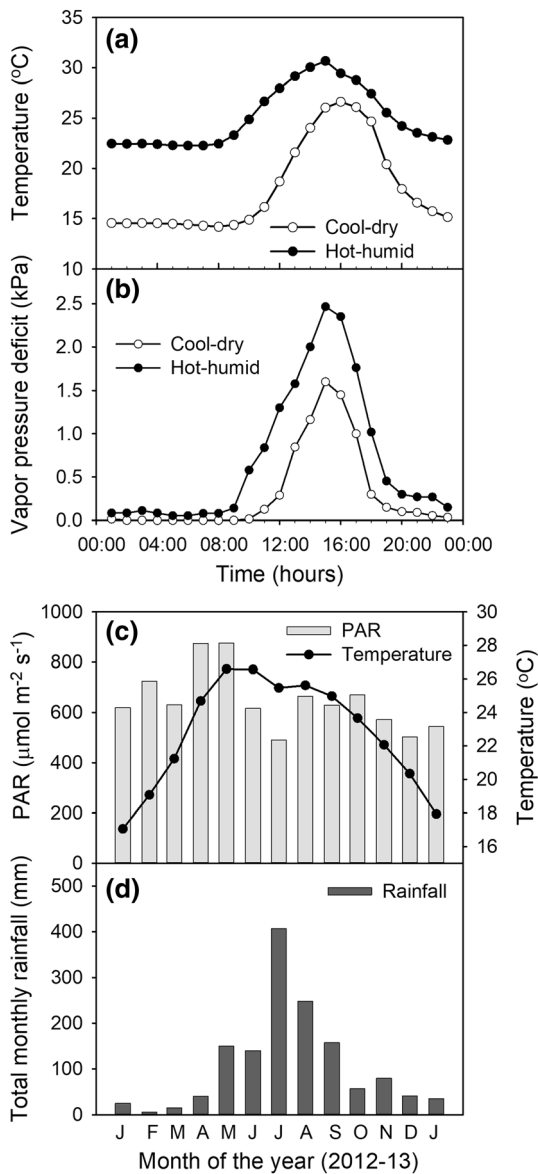 (a)
Temperature (°C)
35
30
25
20
15
10
Cool-dry
Hot-humid
(b)
Vapor pressure deficit (kPa)
2.5
2.0
1.5
1.0
0.5
0.0
Cool-dry
Hot-humid
00:00 04:00 08:00 12:00 16:00 20:00 00:00
Time (hours)
(c)
PAR (μmol m⁻² s⁻¹)
1000
800
600
400
200
0
PAR
Temperature
30
28
26
24
22
20
18
16
Temperature (°C)
(d)
Total monthly rainfall (mm)
500
400
300
200
100
0
Rainfall
J F M A M J J A S O N D J
Month of the year (2012-13)